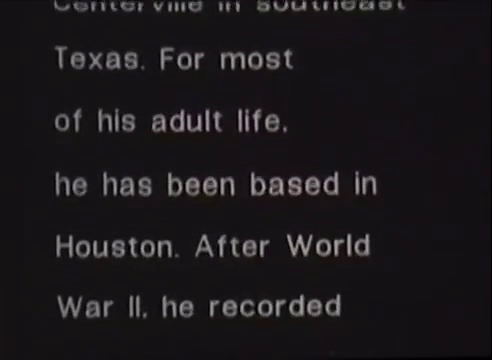 Centerville in southeast
Texas. For most
of his adult life,
he has been based in
Houston. After World
War II, he recorded